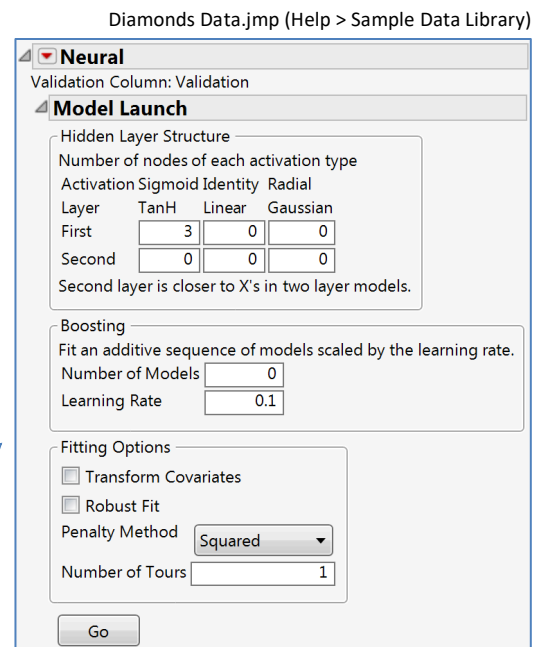 Diamonds Data.jmp (Help > Sample Data Library)
Neural
Validation Column: Validation
Model Launch
Hidden Layer Structure
Number of nodes of each activation type
Activation Sigmoid Identity Radial
Layer TanH Linear Gaussian
First 3 0 0
Second 0 0 0
Second layer is closer to X's in two layer models.
Boosting
Fit an additive sequence of models scaled by the learning rate.
Number of Models 0
Learning Rate 0.1
Fitting Options
Transform Covariates
Robust Fit
Penalty Method Squared
Number of Tours 1
Go